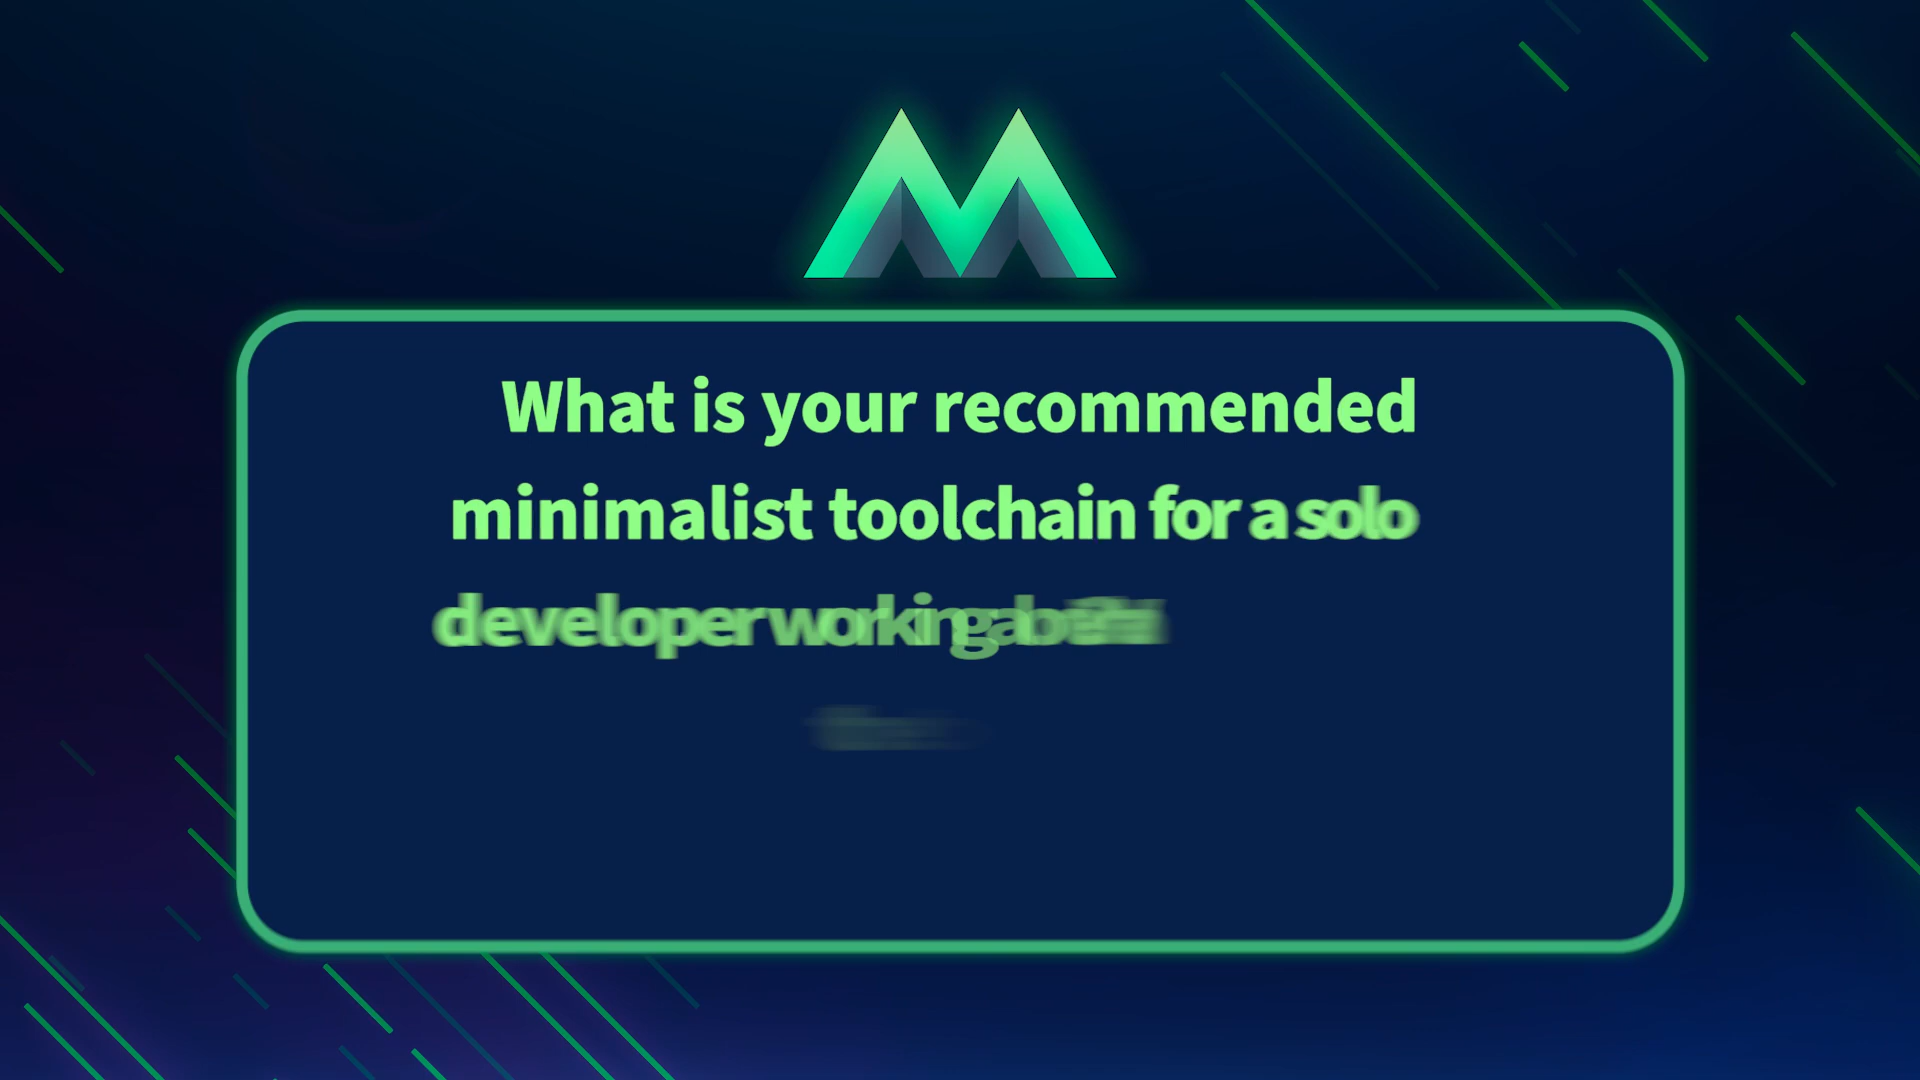 What is your recommended
minimalist toolchain for a solo
developer working